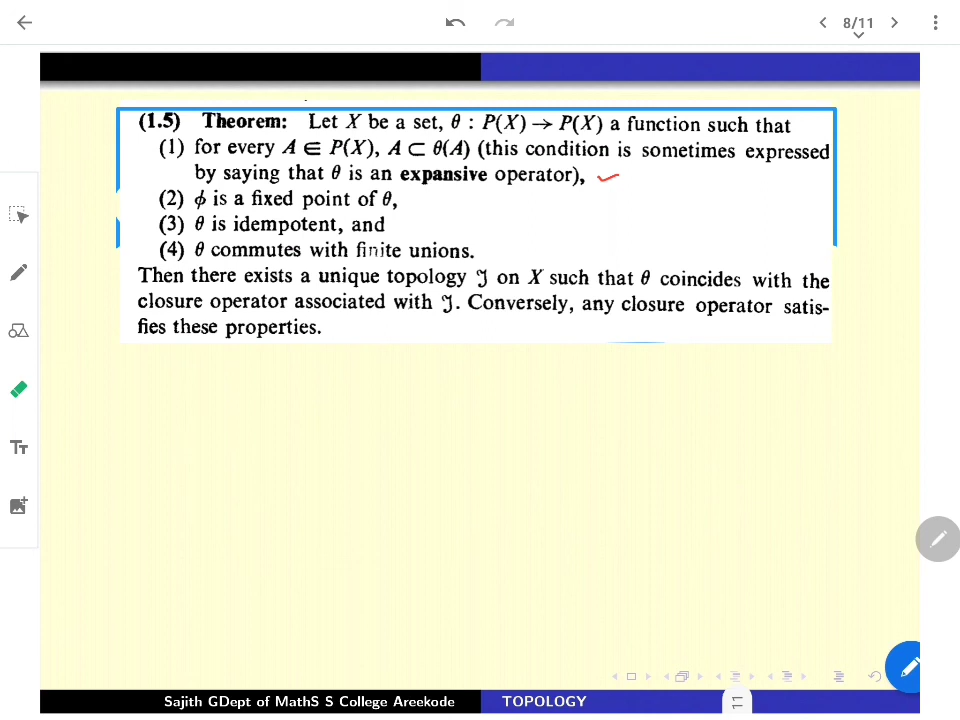 8/11
(1.5) Theorem: Let X be a set, θ : P(X) → P(X) a function such that
(1) for every A ∈ P(X), A ⊂ θ(A) (this condition is sometimes expressed
by saying that θ is an expansive operator),
(2) ϕ is a fixed point of θ,
(3) θ is idempotent, and
(4) θ commutes with finite unions.
Then there exists a unique topology ℑ on X such that θ coincides with the
closure operator associated with ℑ. Conversely, any closure operator satis-
fies these properties.
Tт
Sajith GDept of MathS S College Areekode TOPOLOGY 11